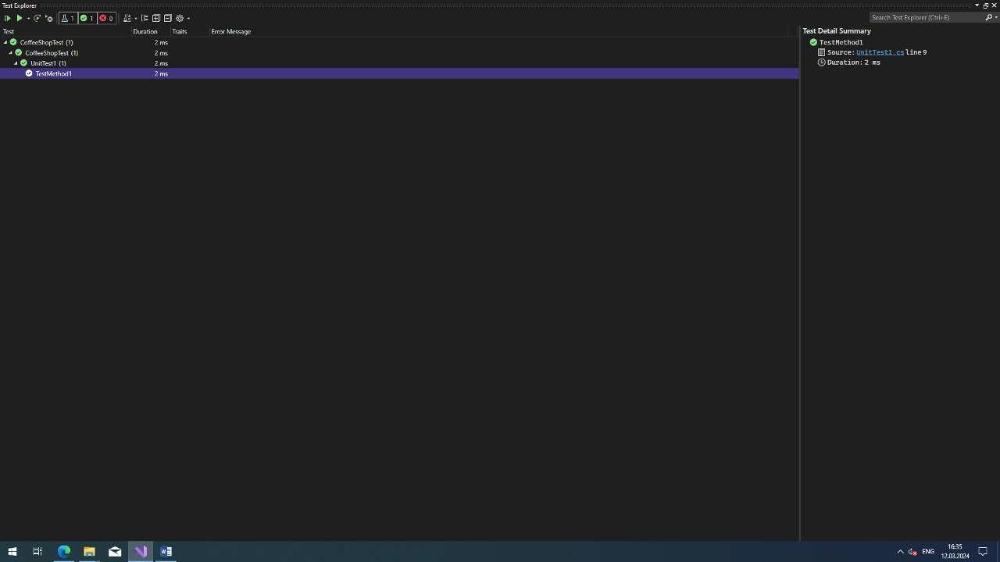 Test Explorer
1 1 0
Search Test Explorer (Ctrl+E)
Test Duration Traits Error Message
CoffeeShopTest (1) 2 ms
CoffeeShopTest (1) 2 ms
UnitTest1 (1) 2 ms
TestMethod1 2 ms
Test Detail Summary
TestMethod1
Source: UnitTest1.cs line 9
Duration: 2 ms
ENG
16:35
12.03.2024